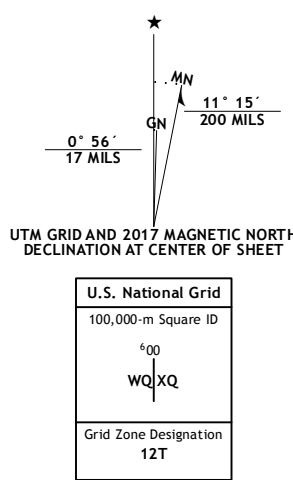 ★
MN
11° 15´
200 MILS
GN
0° 56´
17 MILS
UTM GRID AND 2017 MAGNETIC NORTH
DECLINATION AT CENTER OF SHEET
U.S. National Grid
100,000-m Square ID
⁶00
WQ XQ
Grid Zone Designation
12T